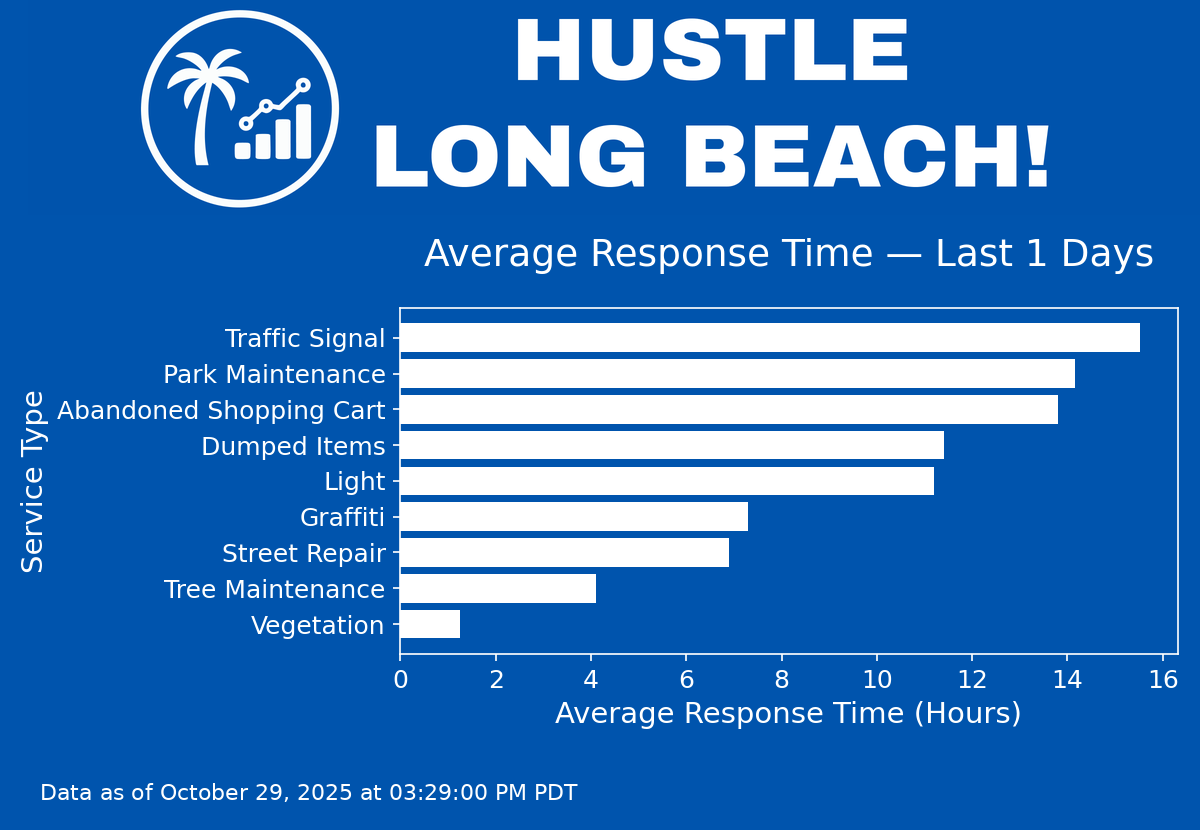 HUSTLE
LONG BEACH!
Average Response Time — Last 1 Days
Service Type
Traffic Signal
Park Maintenance
Abandoned Shopping Cart
Dumped Items
Light
Graffiti
Street Repair
Tree Maintenance
Vegetation
0 2 4 6 8 10 12 14 16
Average Response Time (Hours)
Data as of October 29, 2025 at 03:29:00 PM PDT